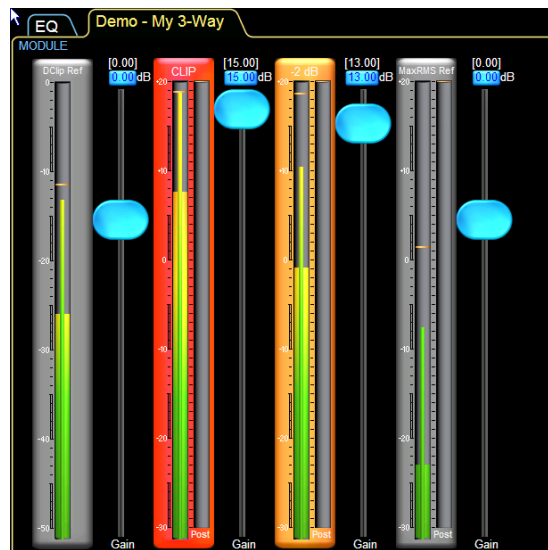 EQ
Demo - My 3-Way
MODULE
DClip Ref
[0.00]
0.00 dB
CLIP
[15.00]
15.00 dB
-2 dB
[13.00]
13.00 dB
MaxRMS Ref
[0.00]
0.00 dB
0
-10
-20
-30
-40
-50
Gain
+20
+10
0
-10
-20
-30
Post
Gain
+20
+10
0
-10
-20
-30
Post
Gain
+20
+10
0
-10
-20
-30
Post
Gain